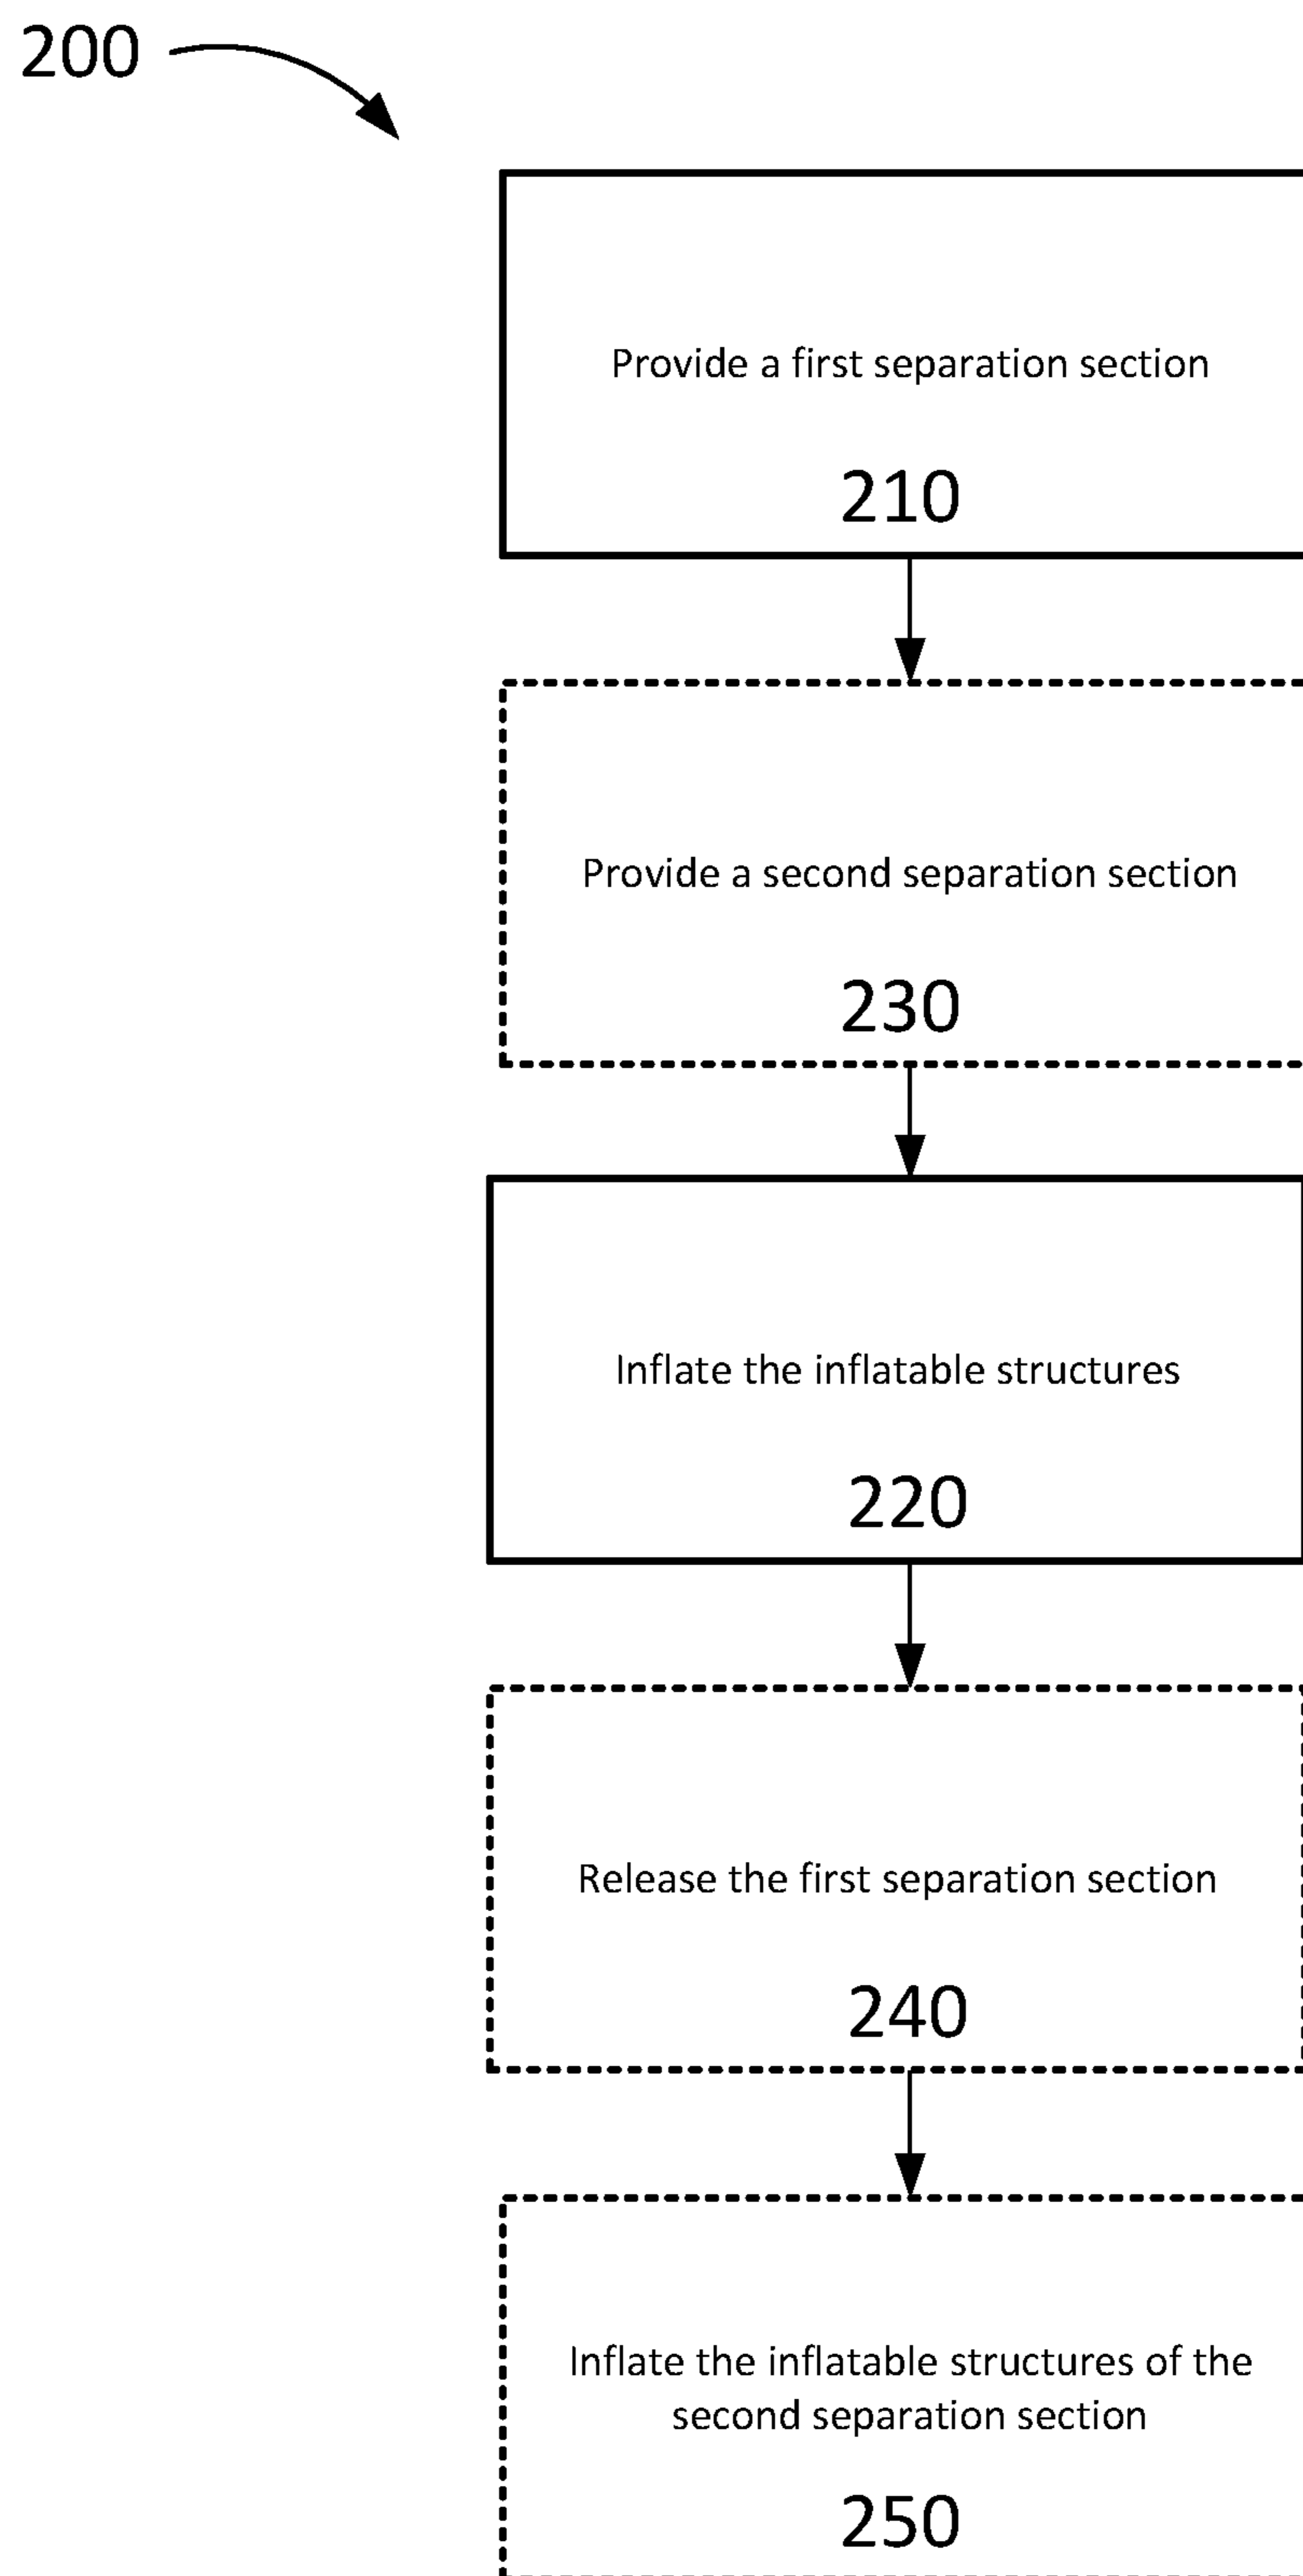 200
Provide a first separation section
210
Provide a second separation section
230
Inflate the inflatable structures
220
Release the first separation section
240
Inflate the inflatable structures of the
second separation section
250